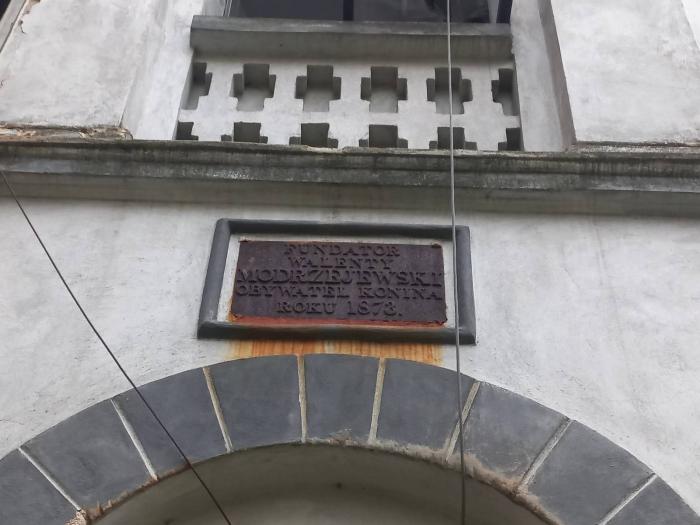 FUNDATOR
WALENTY
MODRZEJEWSKI
OBYWATEL KONINA
ROKU 1873.